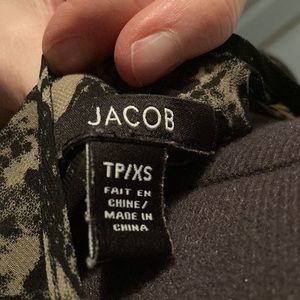 JACOB
TP/XS
FAIT EN
CHINE/
MADE IN
CHINA